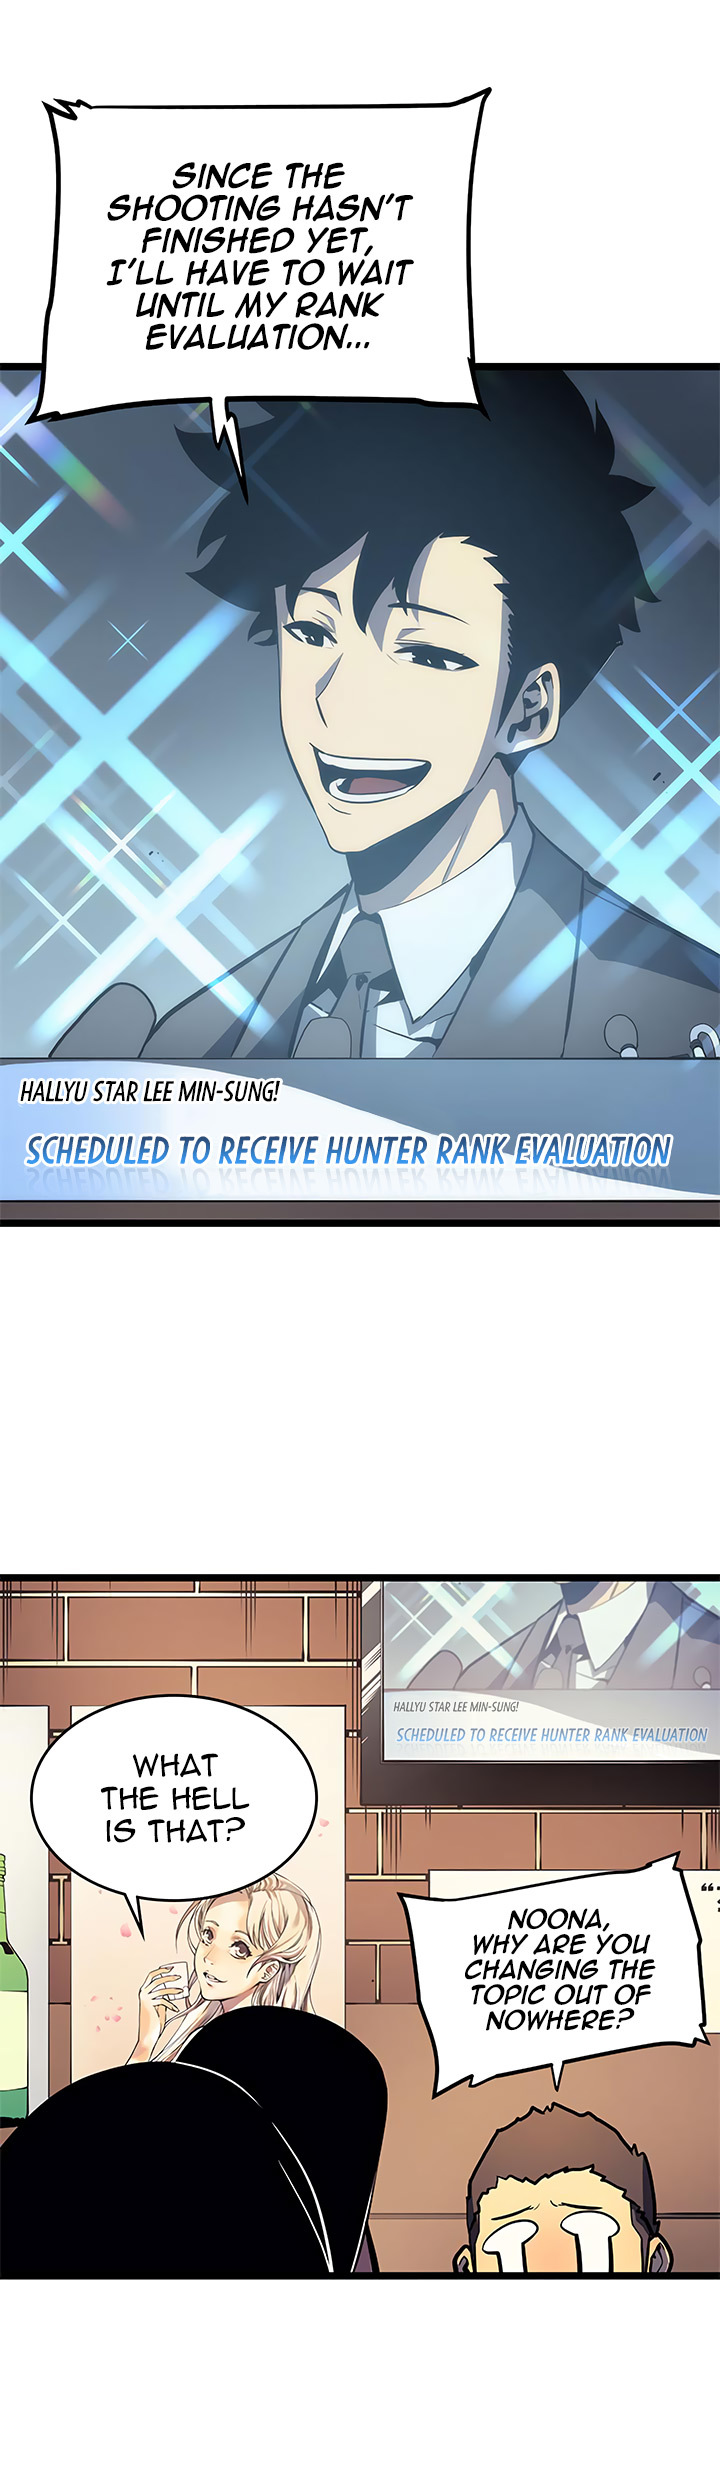 SINCE THE
SHOOTING HASN'T
FINISHED YET,
I'LL HAVE TO WAIT
UNTIL MY RANK
EVALUATION...
HALLYU STAR LEE MIN-SUNG!
SCHEDULED TO RECEIVE HUNTER RANK EVALUATION
HALLYU STAR LEE MIN-SUNG!
SCHEDULED TO RECEIVE HUNTER RANK EVALUATION
WHAT
THE HELL
IS THAT?
NOONA,
WHY ARE YOU
CHANGING THE
TOPIC OUT OF
NOWHERE?